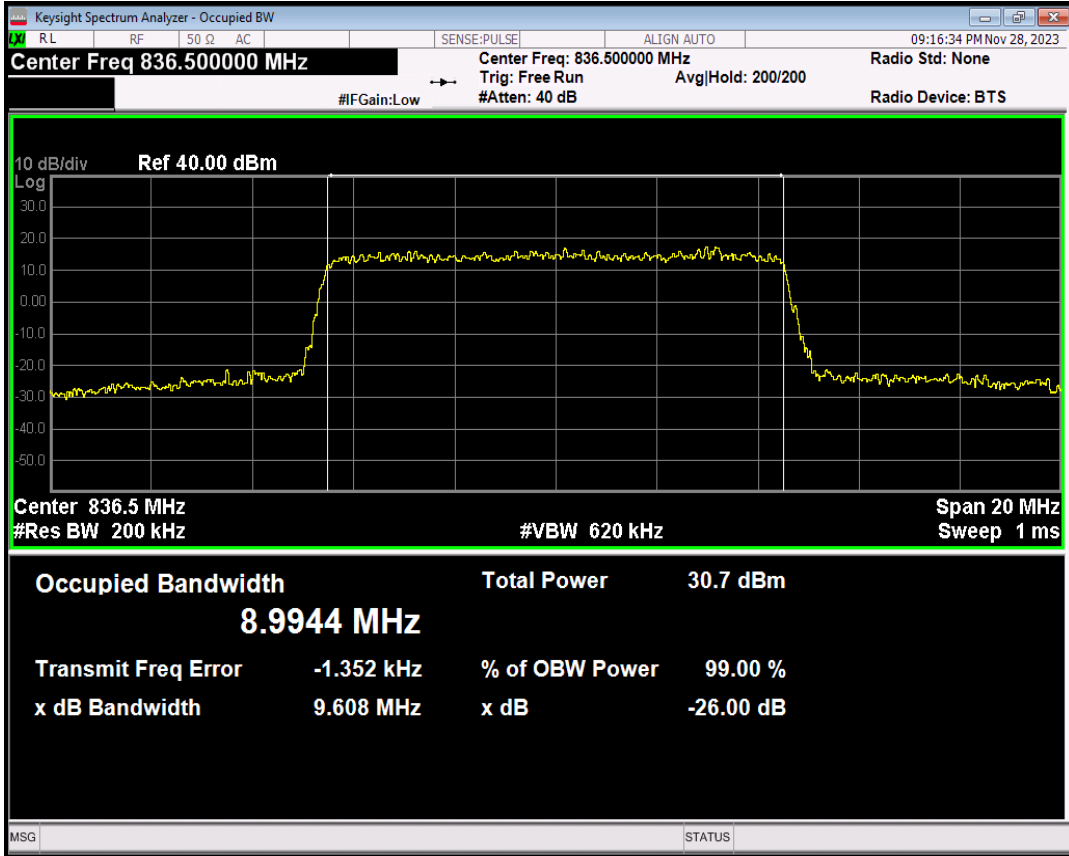 Keysight Spectrum Analyzer - Occupied BW
LXI RL RF 50 Ω AC SENSE:PULSE ALIGN AUTO 09:16:34 PM Nov 28, 2023
Center Freq 836.500000 MHz Center Freq: 836.500000 MHz Radio Std: None
Trig: Free Run Avg|Hold: 200/200
#IFGain:Low #Atten: 40 dB Radio Device: BTS
10 dB/div Ref 40.00 dBm
Log
30.0
20.0
10.0
0.00
-10.0
-20.0
-30.0
-40.0
-50.0
Center 836.5 MHz Span 20 MHz
#Res BW 200 kHz #VBW 620 kHz Sweep 1 ms
Occupied Bandwidth Total Power 30.7 dBm
8.9944 MHz
Transmit Freq Error -1.352 kHz % of OBW Power 99.00 %
x dB Bandwidth 9.608 MHz x dB -26.00 dB
MSG STATUS